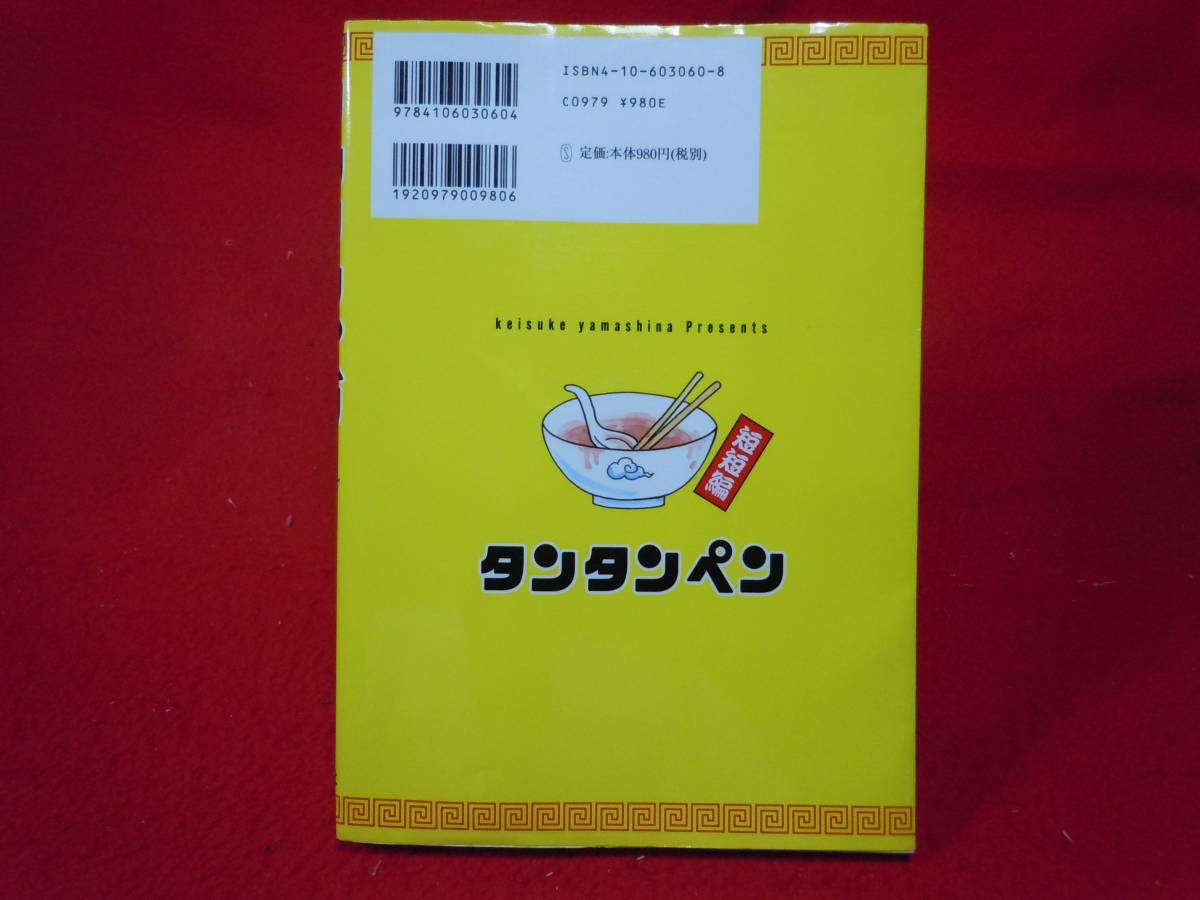 ISBN4-10-603060-8
9784106030604
C0979 ¥980E
定価:本体980円(税別)
1920979009806
keisuke yamashina Presents
短短編
タンタンペン